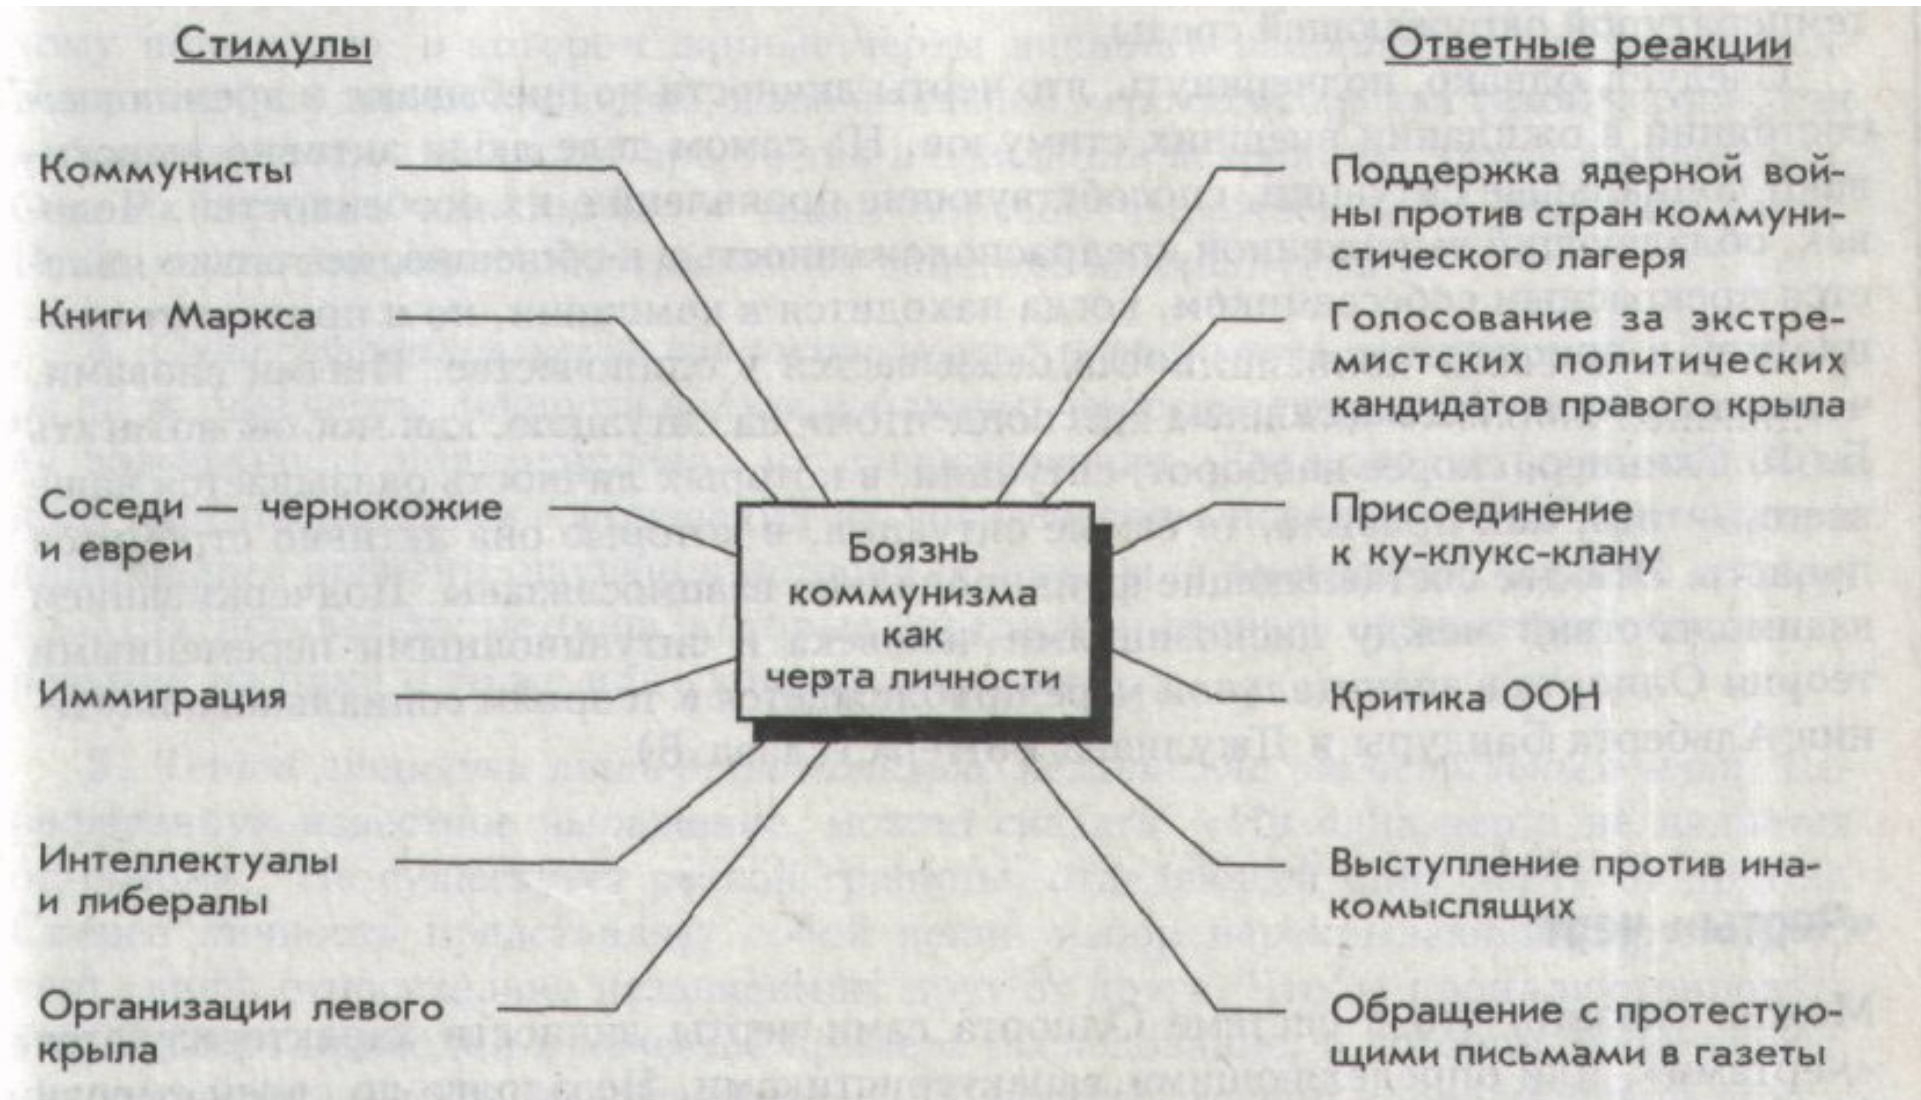 Стимулы
Ответные реакции
Коммунисты
Книги Маркса
Соседи — чернокожие
и евреи
Иммиграция
Интеллектуалы
и либералы
Организации левого
крыла
Боязнь
коммунизма
как
черта личности
Поддержка ядерной вой-
ны против стран коммуни-
стического лагеря
Голосование за экстре-
мистских политических
кандидатов правого крыла
Присоединение
к ку-клукс-клану
Критика ООН
Выступление против ина-
комыслящих
Обращение с протестую-
щими письмами в газеты